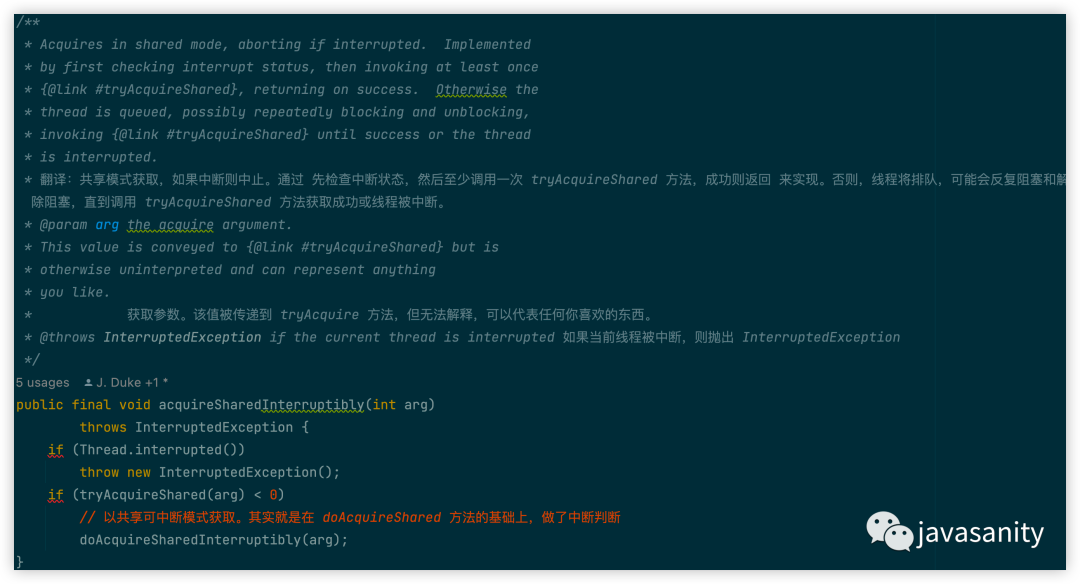 /**
* Acquires in shared mode, aborting if interrupted.  Implemented
* by first checking interrupt status, then invoking at least once
* {@link #tryAcquireShared}, returning on success.  Otherwise the
* thread is queued, possibly repeatedly blocking and unblocking,
* invoking {@link #tryAcquireShared} until success or the thread
* is interrupted.
* 翻译：共享模式获取，如果中断则中止。通过 先检查中断状态，然后至少调用一次 tryAcquireShared 方法，成功则返回 来实现。否则，线程将排队，可能会反复阻塞和解
除阻塞，直到调用 tryAcquireShared 方法获取成功或线程被中断。
* @param arg the acquire argument.
* This value is conveyed to {@link #tryAcquireShared} but is
* otherwise uninterpreted and can represent anything
* you like.
*            获取参数。该值被传递到 tryAcquire 方法，但无法解释，可以代表任何你喜欢的东西。
* @throws InterruptedException if the current thread is interrupted 如果当前线程被中断，则抛出 InterruptedException
*/
5 usages   J. Duke +1 *
public final void acquireSharedInterruptibly(int arg)
        throws InterruptedException {
    if (Thread.interrupted())
        throw new InterruptedException();
    if (tryAcquireShared(arg) < 0)
        // 以共享可中断模式获取。其实就是在 doAcquireShared 方法的基础上，做了中断判断
        doAcquireSharedInterruptibly(arg);
}
javasanity